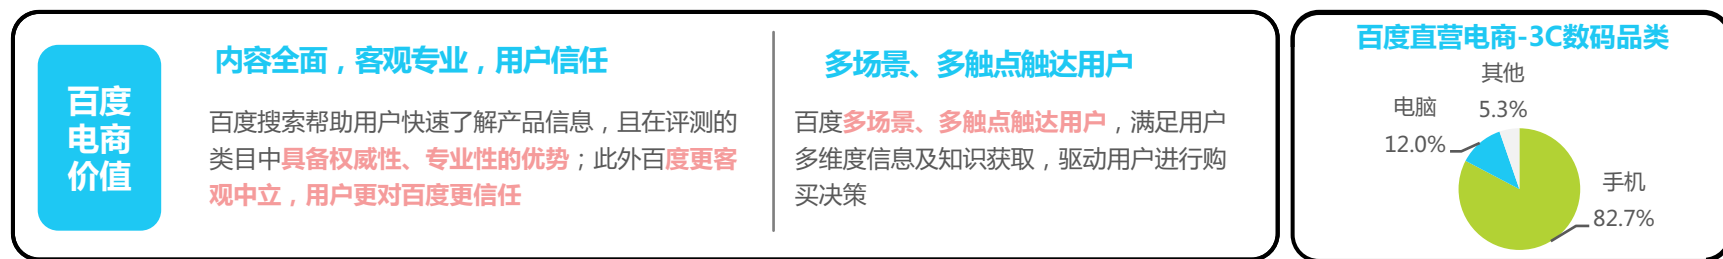 百度
电商
价值
内容全面，客观专业，用户信任
百度搜索帮助用户快速了解产品信息，且在评测的
类目中具备权威性、专业性的优势；此外百度更客
观中立，用户更对百度更信任
多场景、多触点触达用户
百度多场景、多触点触达用户，满足用户
多维度信息及知识获取，驱动用户进行购
买决策
百度直营电商-3C数码品类
其他
5.3%
电脑
12.0%
手机
82.7%